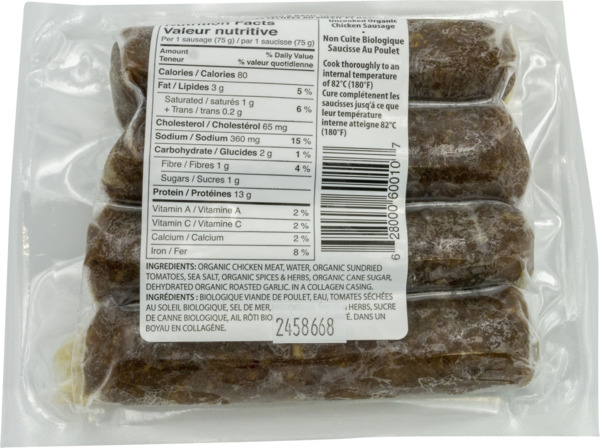 Nutrition Facts
Valeur nutritive
Per 1 sausage (75 g) / par 1 saucisse (75 g)
Amount % Daily Value
Teneur % valeur quotidienne
Calories / Calories 80
Fat / Lipides 3 g 5 %
Saturated / saturés 1 g
+ Trans / trans 0.2 g 6 %
Cholesterol / Cholestérol 65 mg
Sodium / Sodium 360 mg 15 %
Carbohydrate / Glucides 2 g 1 %
Fibre / Fibres 1 g 4 %
Sugars / Sucres 1 g
Protein / Protéines 13 g
Vitamin A / Vitamine A 2 %
Vitamin C / Vitamine C 2 %
Calcium / Calcium 2 %
Iron / Fer 8 %
Uncooked Organic
Chicken Sausage
•
Non Cuite Biologique
Saucisse Au Poulet
Cook thoroughly to an
internal temperature
of 82°C (180°F)
Cure complétenent les
saucisses jusq'à ce que
leur température
interne atteigne 82°C
(180°F)
6 28000 60010 7
INGREDIENTS: ORGANIC CHICKEN MEAT, WATER, ORGANIC SUNDRIED
TOMATOES, SEA SALT, ORGANIC SPICES & HERBS, ORGANIC CANE SUGAR,
DEHYDRATED ORGANIC ROASTED GARLIC. IN A COLLAGEN CASING.
INGRÉDIENTS : BIOLOGIQUE VIANDE DE POULET, EAU, TOMATES SÉCHÉES
AU SOLEIL BIOLOGIQUE, SEL DE MER, HERBS, SUCRE
DE CANNE BIOLOGIQUE, AIL RÔTI BIO É. DANS UN
BOYAU EN COLLAGÈNE.
2458668